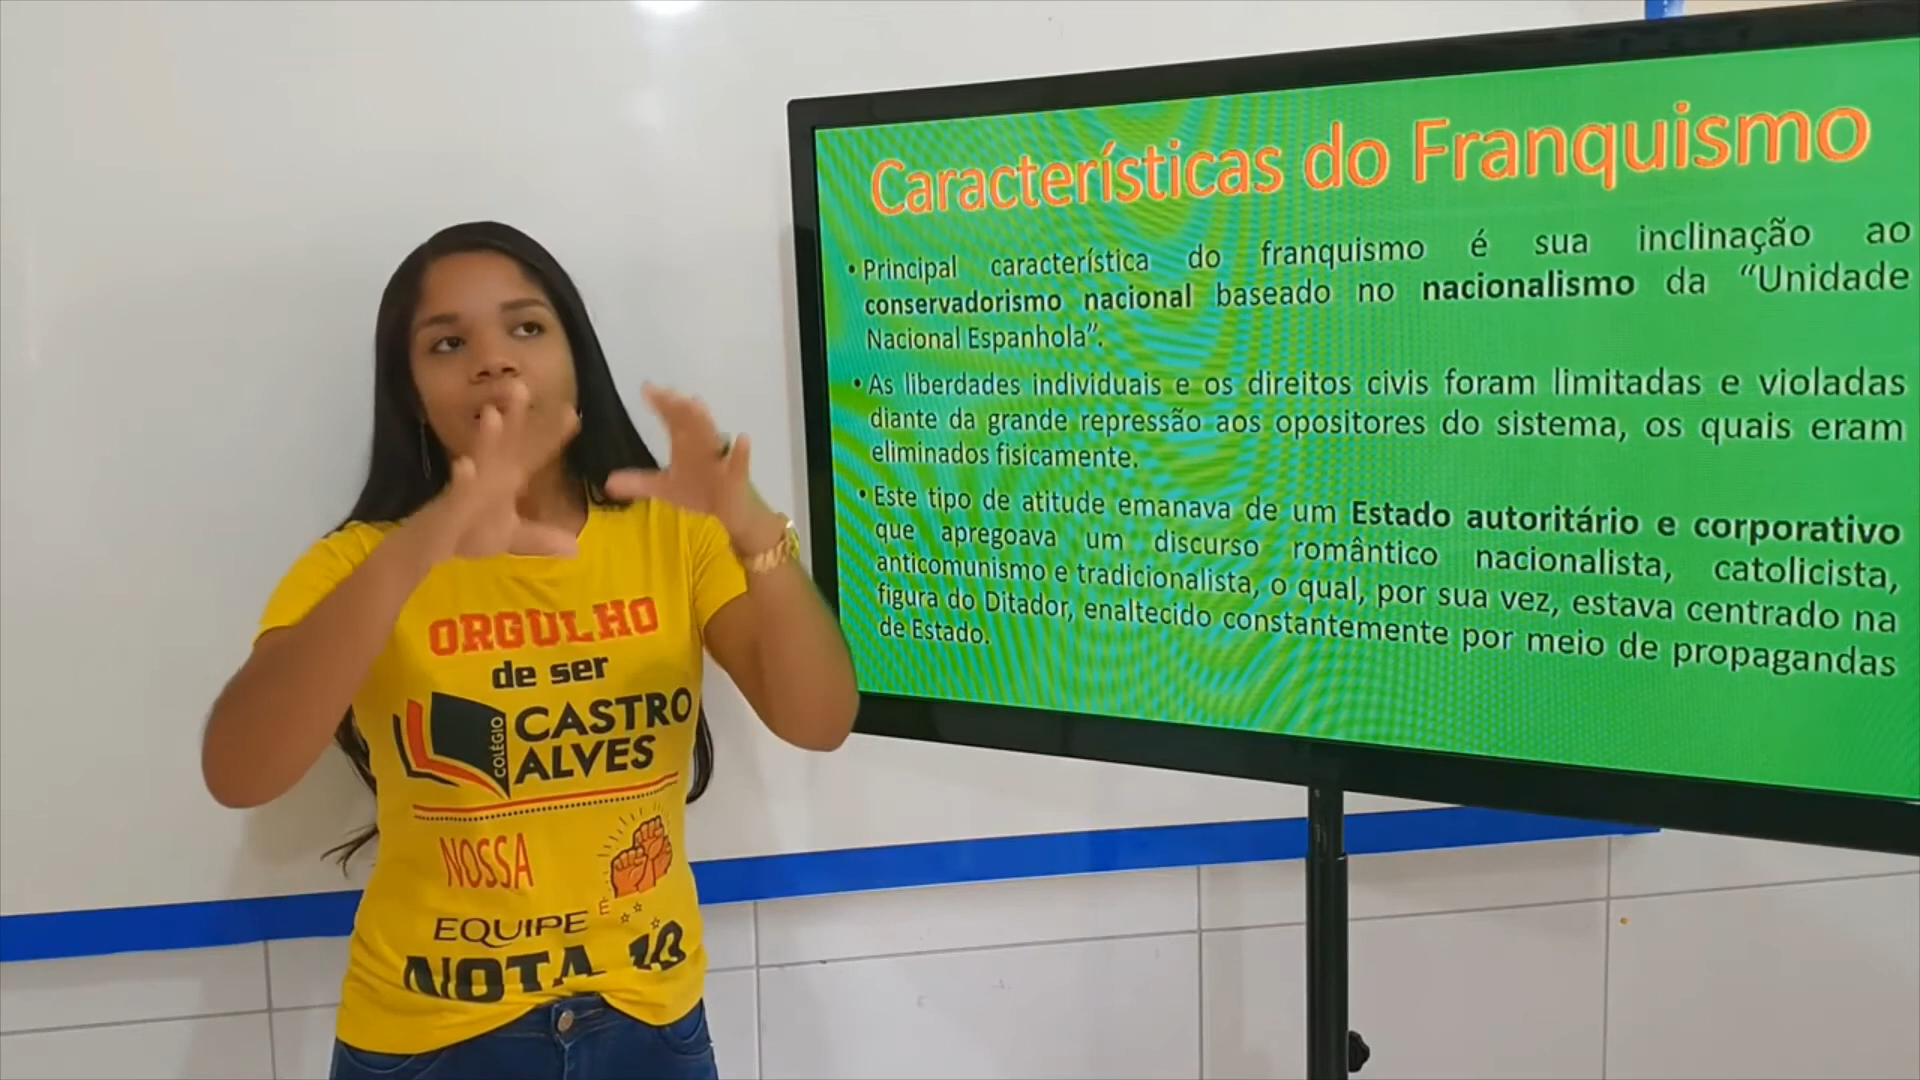 Características do Franquismo
• Principal característica do franquismo é sua inclinação ao
conservadorismo nacional baseado no nacionalismo da “Unidade
Nacional Espanhola”.
• As liberdades individuais e os direitos civis foram limitadas e violadas
diante da grande repressão aos opositores do sistema, os quais eram
eliminados fisicamente.
• Este tipo de atitude emanava de um Estado autoritário e corporativo
que apregoava um discurso romântico nacionalista, catolicista,
anticomunismo e tradicionalista, o qual, por sua vez, estava centrado na
figura do Ditador, enaltecido constantemente por meio de propagandas
de Estado.
ORGULHO
de ser
COLÉGIO
CASTRO
ALVES
NOSSA
EQUIPE É
NOTA 10